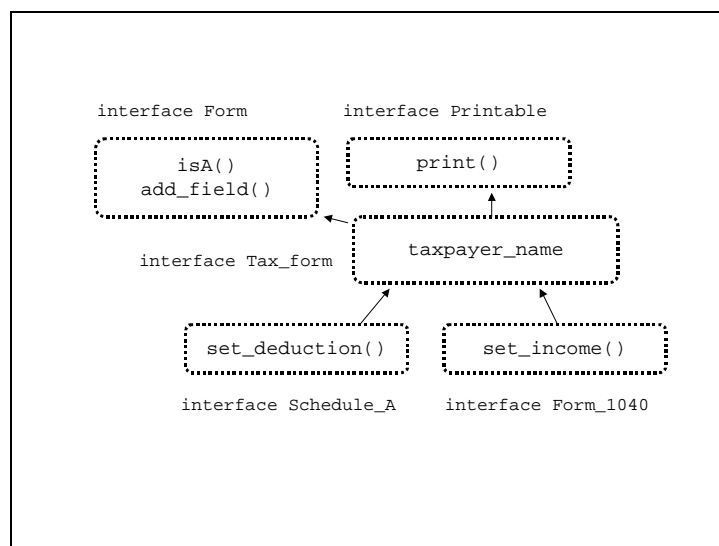 interface Form
interface Printable
isA()
add_field()
print()
taxpayer_name
interface Tax_form
set_deduction()
set_income()
interface Schedule_A
interface Form_1040